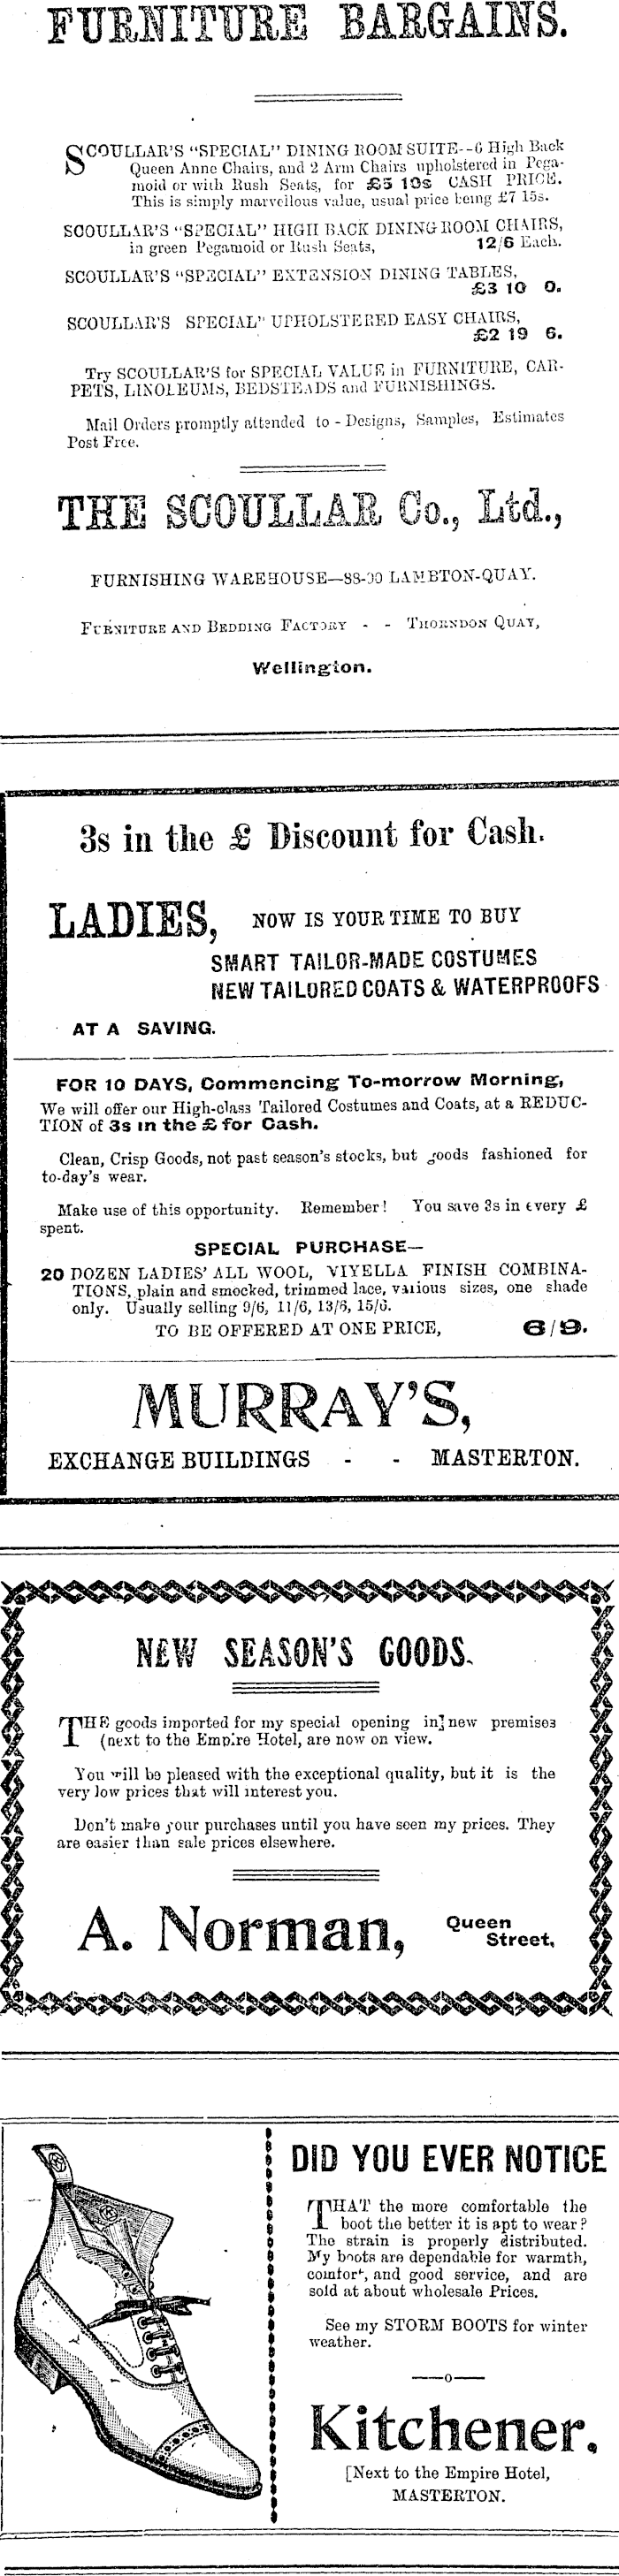 FURNITURE BARGAINS.
SCOULLAR'S "SPECIAL" DINING ROOM SUITE--6 High Back
Queen Anne Chairs, and 2 Arm Chairs upholstered in Pega-
moid or with Rush Seats, for £5 10s CASH PRICE.
This is simply marvellous value, usual price being £7 15s.
SCOULLAR'S "SPECIAL" HIGH BACK DINING ROOM CHAIRS,
in green Pegamoid or Rush Seats, 12/6 Each.
SCOULLAR'S "SPECIAL" EXTENSION DINING TABLES,
£3 10 0.
SCOULLAR'S SPECIAL" UPHOLSTERED EASY CHAIRS,
£2 19 6.
Try SCOULLAR'S for SPECIAL VALUE in FURNITURE, CAR-
PETS, LINOLEUMS, BEDSTEADS and FURNISHINGS.
Mail Orders promptly attended to - Designs, Samples, Estimates
Post Free.
THE SCOULLAR Co., Ltd.,
FURNISHING WAREHOUSE—88-90 LAMBTON-QUAY.
FURNITURE AND BEDDING FACTORY - - THORNDON QUAY,
Wellington.
3s in the £ Discount for Cash.
LADIES, NOW IS YOUR TIME TO BUY
SMART TAILOR-MADE COSTUMES
NEW TAILORED COATS & WATERPROOFS
AT A SAVING.
FOR 10 DAYS, Commencing To-morrow Morning,
We will offer our High-class Tailored Costumes and Coats, at a REDUC-
TION of 3s in the £ for Cash.
Clean, Crisp Goods, not past season's stocks, but goods fashioned for
to-day's wear.
Make use of this opportunity. Remember! You save 3s in every £
spent.
SPECIAL PURCHASE—
20 DOZEN LADIES' ALL WOOL, VIYELLA FINISH COMBINA-
TIONS, plain and smocked, trimmed lace, various sizes, one shade
only. Usually selling 9/6, 11/6, 13/6, 15/6.
TO BE OFFERED AT ONE PRICE, 6/9.
MURRAY'S,
EXCHANGE BUILDINGS - - MASTERTON.
NEW SEASON'S GOODS.
THE goods imported for my special opening in] new premises
(next to the Empire Hotel, are now on view.
You will be pleased with the exceptional quality, but it is the
very low prices that will interest you.
Don't make your purchases until you have seen my prices. They
are easier than sale prices elsewhere.
A. Norman, Queen
Street,
DID YOU EVER NOTICE
THAT the more comfortable the
boot the better it is apt to wear?
The strain is properly distributed.
My boots are dependable for warmth,
comfort, and good service, and are
sold at about wholesale Prices.
See my STORM BOOTS for winter
weather.
——o——
Kitchener.
[Next to the Empire Hotel,
MASTERTON.